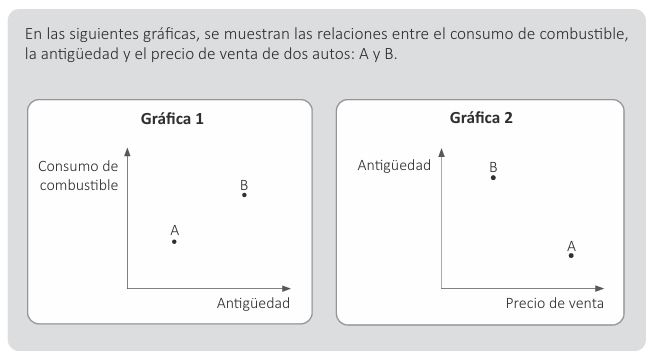 En las siguientes gráficas, se muestran las relaciones entre el consumo de combustible,
la antigüedad y el precio de venta de dos autos: A y B.
Gráfica 1
Consumo de
combustible
B
A
Antigüedad
Gráfica 2
Antigüedad
B
A
Precio de venta